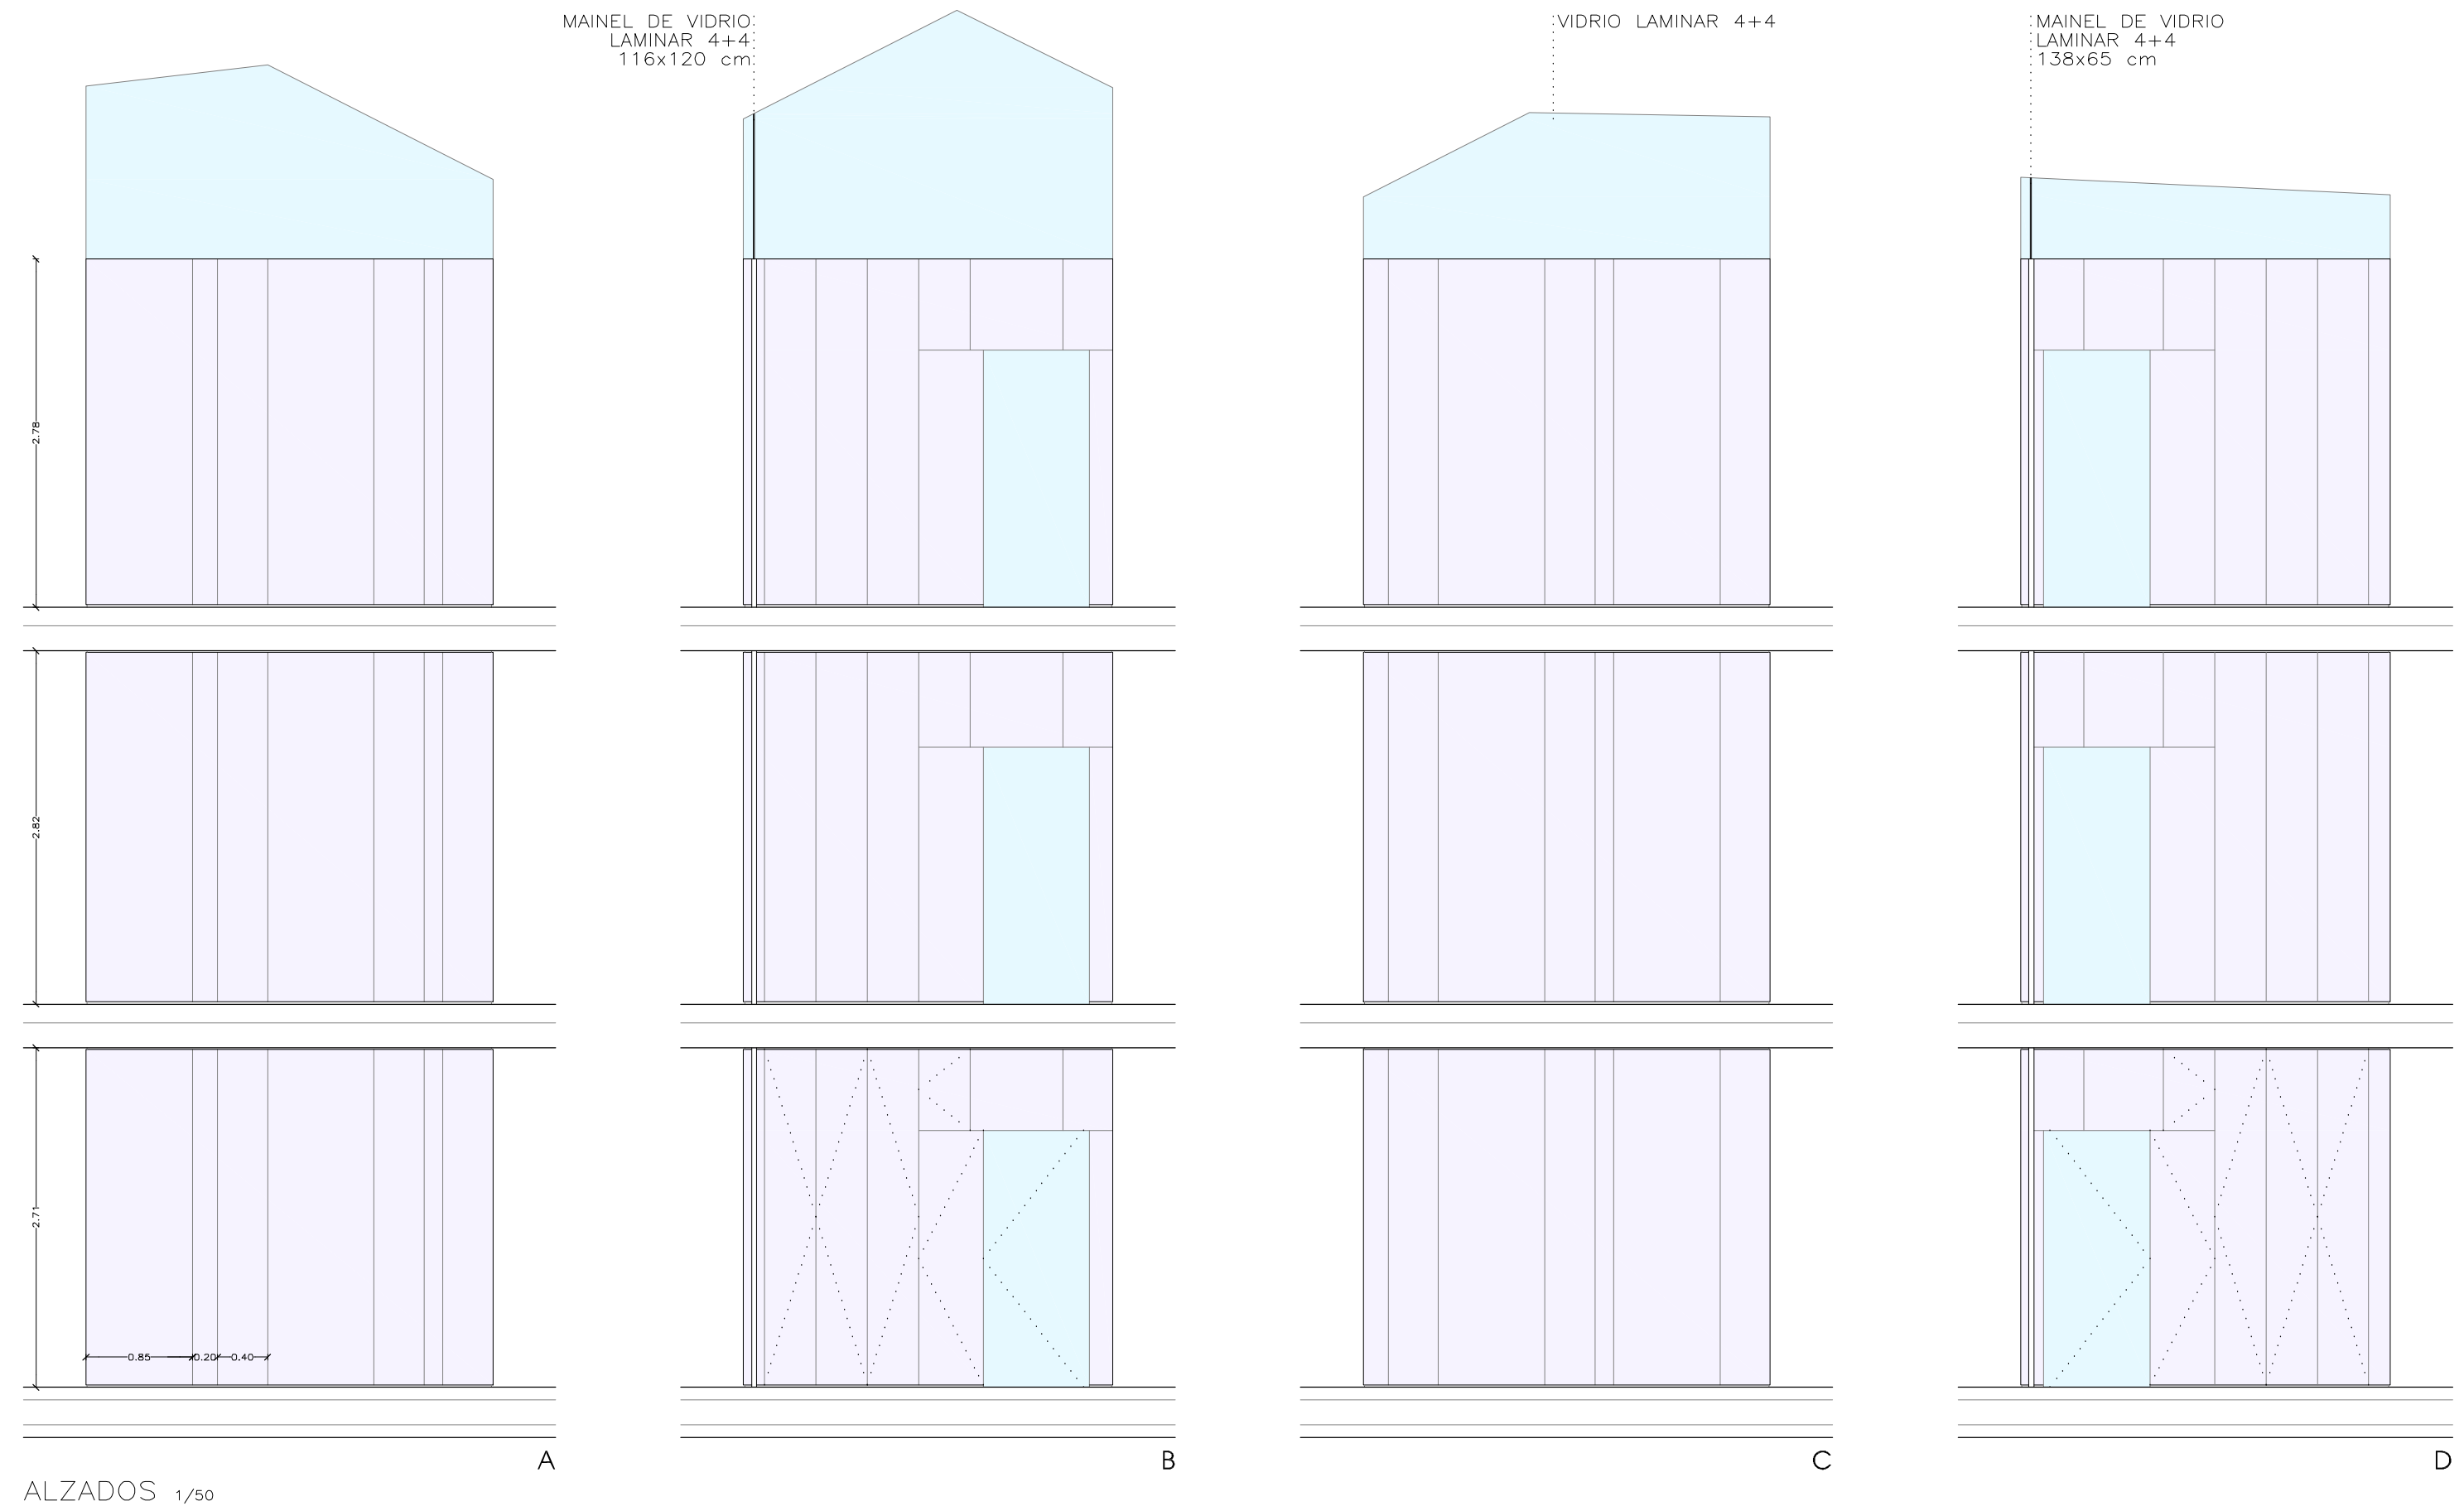 MAINEL DE VIDRIO
LAMINAR 4+4
116x120 cm
VIDRIO LAMINAR 4+4
MAINEL DE VIDRIO
LAMINAR 4+4
138x65 cm
2.78
2.82
2.71
0.85
0.20
0.40
A
B
C
D
ALZADOS 1/50